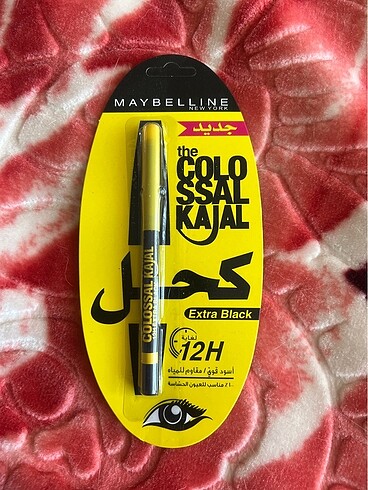 MAYBELLINE
NEW YORK
جديد
the
COLO
SSAL
KAJAL
كحل
Extra Black
لغاية
12H
أسود قوي / مقاوم للمياه
مناسب للعيون الحساسة
COLOSSAL KAJAL